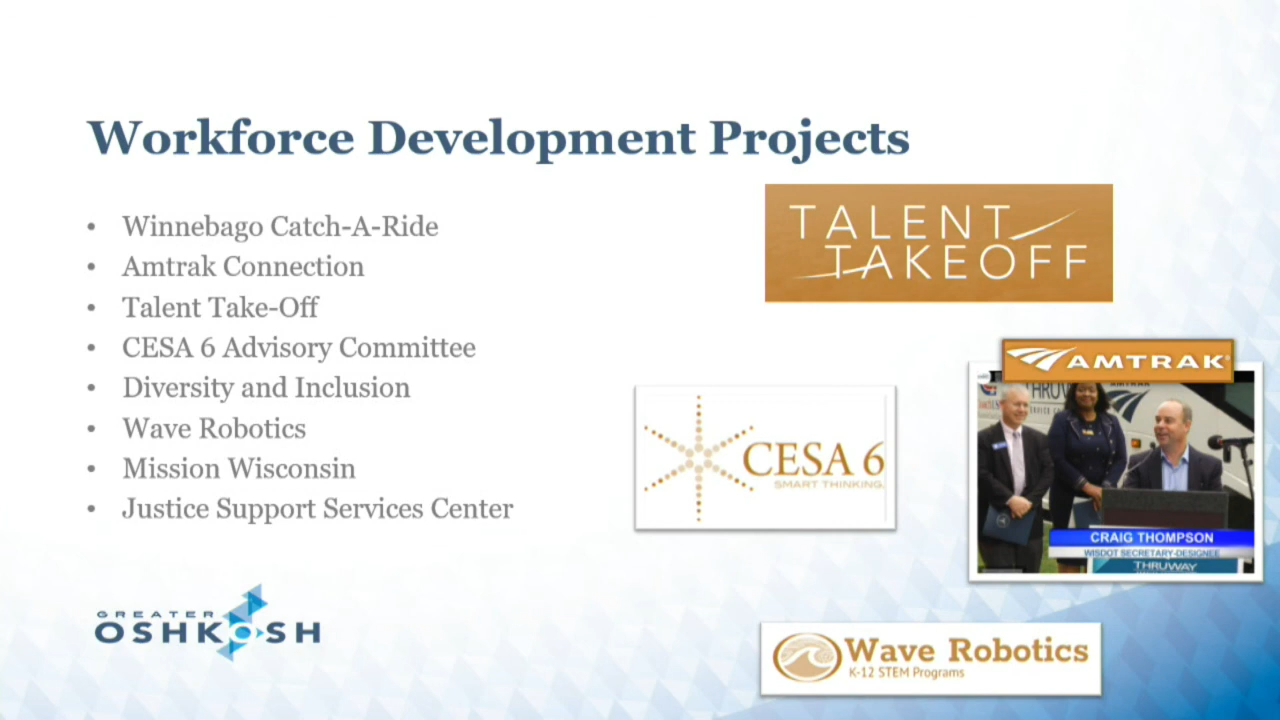 Workforce Development Projects
• Winnebago Catch-A-Ride
• Amtrak Connection
• Talent Take-Off
• CESA 6 Advisory Committee
• Diversity and Inclusion
• Wave Robotics
• Mission Wisconsin
• Justice Support Services Center
TALENT
TAKEOFF
AMTRAK
CESA 6
SMART THINKING.
CRAIG THOMPSON
WISDOT SECRETARY-DESIGNEE
THRUWAY
GREATER
OSHKOSH
Wave Robotics
K-12 STEM Programs